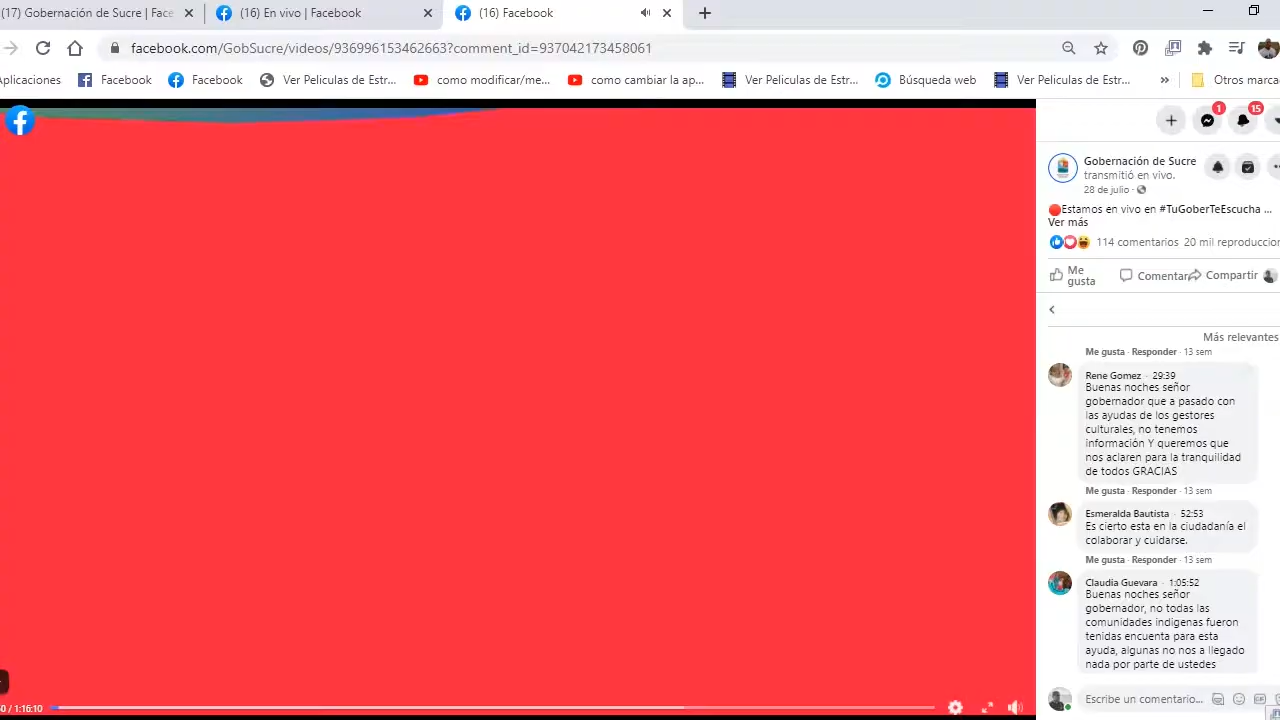 (17) Gobernación de Sucre | Face
(16) En vivo | Facebook
(16) Facebook
facebook.com/GobSucre/videos/936996153462663?comment_id=937042173458061
plicaciones
Facebook
Facebook
Ver Peliculas de Estr...
como modificar/me...
como cambiar la ap...
Ver Peliculas de Estr...
Búsqueda web
Ver Peliculas de Estr...
»
Otros marca
1
15
Gobernación de Sucre
transmitió en vivo.
28 de julio ·
Estamos en vivo en #TuGoberTeEscucha ...
Ver más
114 comentarios 20 mil reproduccion
Me gusta
Comentar
Compartir
Más relevantes
Me gusta · Responder · 13 sem
Rene Gomez · 29:39
Buenas noches señor
gobernador que a pasado con
las ayudas de los gestores
culturales, no tenemos
información Y queremos que
nos aclaren para la tranquilidad
de todos GRACIAS
Me gusta · Responder · 13 sem
Esmeralda Bautista · 52:53
Es cierto esta en la ciudadanía el
colaborar y cuidarse.
Me gusta · Responder · 13 sem
Claudia Guevara · 1:05:52
Buenas noches señor
gobernador, no todas las
comunidades indigenas fueron
tenidas encuenta para esta
ayuda, algunas no nos a llegado
nada por parte de ustedes
Escribe un comentario...
0 / 1:16:10